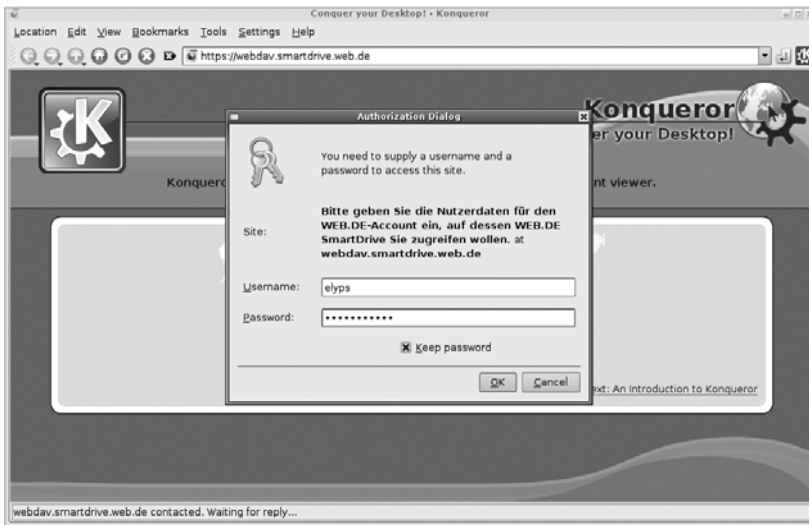 Conquer your Desktop! - Konqueror
Location Edit View Bookmarks Tools Settings Help
https://webdav.smartdrive.web.de
Konqueror
er your Desktop!
Konquero
nt viewer.
Authorization Dialog
You need to supply a username and a
password to access this site.
Site:
Bitte geben Sie die Nutzerdaten für den
WEB.DE-Account ein, auf dessen WEB.DE
SmartDrive Sie zugreifen wollen. at
webdav.smartdrive.web.de
Username: elyps
Password: •••••••••••
Keep password
OK Cancel
ext: An Introduction to Konqueror
webdav.smartdrive.web.de contacted. Waiting for reply...